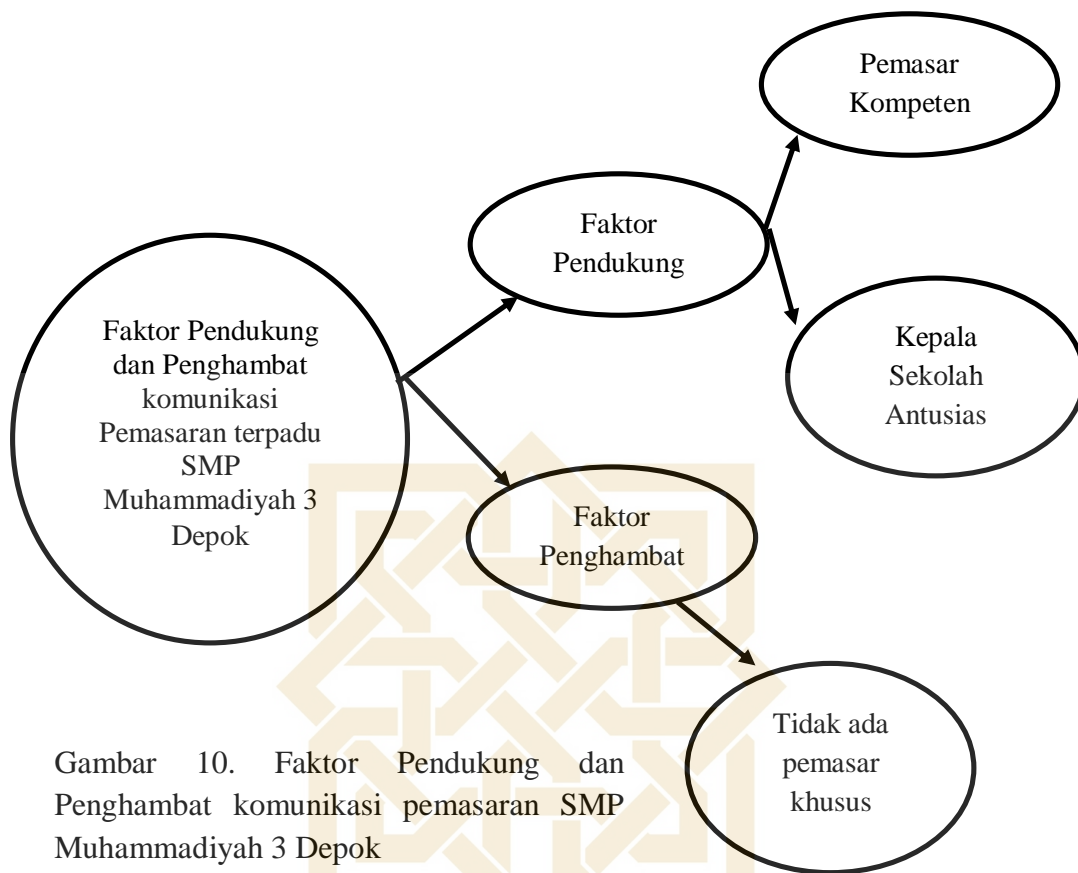 Pemasar
Kompeten
Faktor
Pendukung
Kepala
Sekolah
Antusias
Faktor Pendukung
dan Penghambat
komunikasi
Pemasaran terpadu
SMP
Muhammadiyah 3
Depok
Faktor
Penghambat
Tidak ada
pemasar
khusus
Gambar 10. Faktor Pendukung dan
Penghambat komunikasi pemasaran SMP
Muhammadiyah 3 Depok